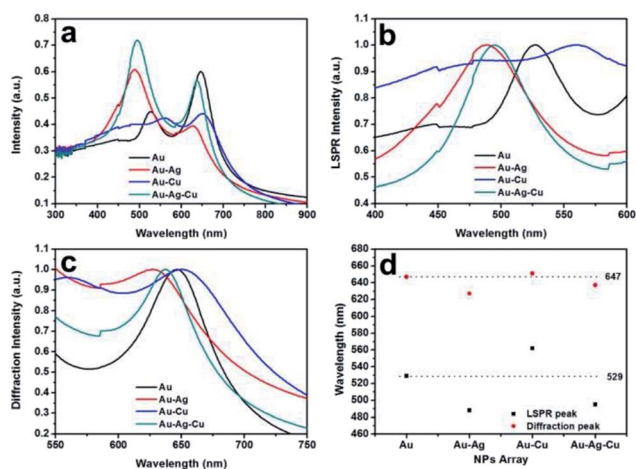 a
Intensity (a.u.)
0.8
0.7
0.6
0.5
0.4
0.3
0.2
0.1
Au
Au-Ag
Au-Cu
Au-Ag-Cu
300 400 500 600 700 800 900
Wavelength (nm)
b
LSPR Intensity (a.u.)
1.1
1.0
0.9
0.8
0.7
0.6
0.5
0.4
Au
Au-Ag
Au-Cu
Au-Ag-Cu
400 450 500 550 600
Wavelength (nm)
c
Diffraction Intensity (a.u.)
1.1
1.0
0.9
0.8
0.7
0.6
0.5
0.4
0.3
0.2
Au
Au-Ag
Au-Cu
Au-Ag-Cu
550 600 650 700 750
Wavelength (nm)
d
Wavelength (nm)
680
660
640
620
600
580
560
540
520
500
480
460
647
529
LSPR peak
Diffraction peak
Au Au-Ag Au-Cu Au-Ag-Cu
NPs Array